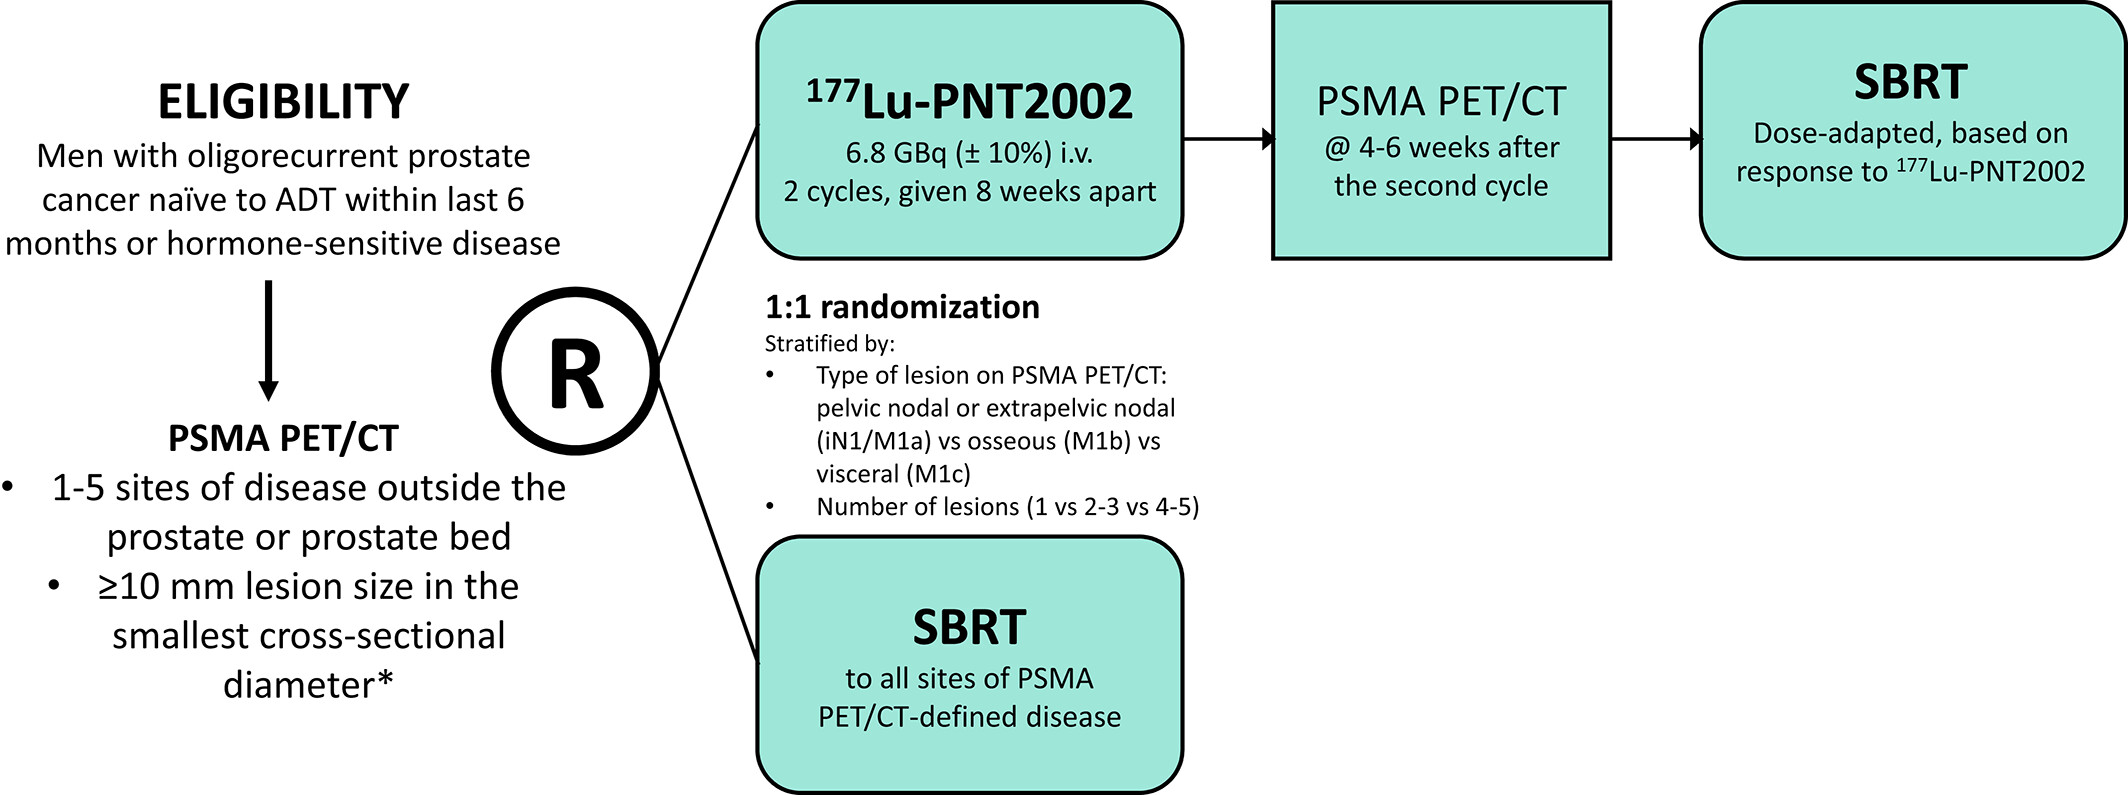 ELIGIBILITY
Men with oligorecurrent prostate
cancer naïve to ADT within last 6
months or hormone-sensitive disease
PSMA PET/CT
• 1-5 sites of disease outside the
prostate or prostate bed
• ≥10 mm lesion size in the
smallest cross-sectional
diameter*
R
¹⁷⁷Lu-PNT2002
6.8 GBq (± 10%) i.v.
2 cycles, given 8 weeks apart
PSMA PET/CT
@ 4-6 weeks after
the second cycle
SBRT
Dose-adapted, based on
response to ¹⁷⁷Lu-PNT2002
1:1 randomization
Stratified by:
• Type of lesion on PSMA PET/CT:
pelvic nodal or extrapelvic nodal
(iN1/M1a) vs osseous (M1b) vs
visceral (M1c)
• Number of lesions (1 vs 2-3 vs 4-5)
SBRT
to all sites of PSMA
PET/CT-defined disease